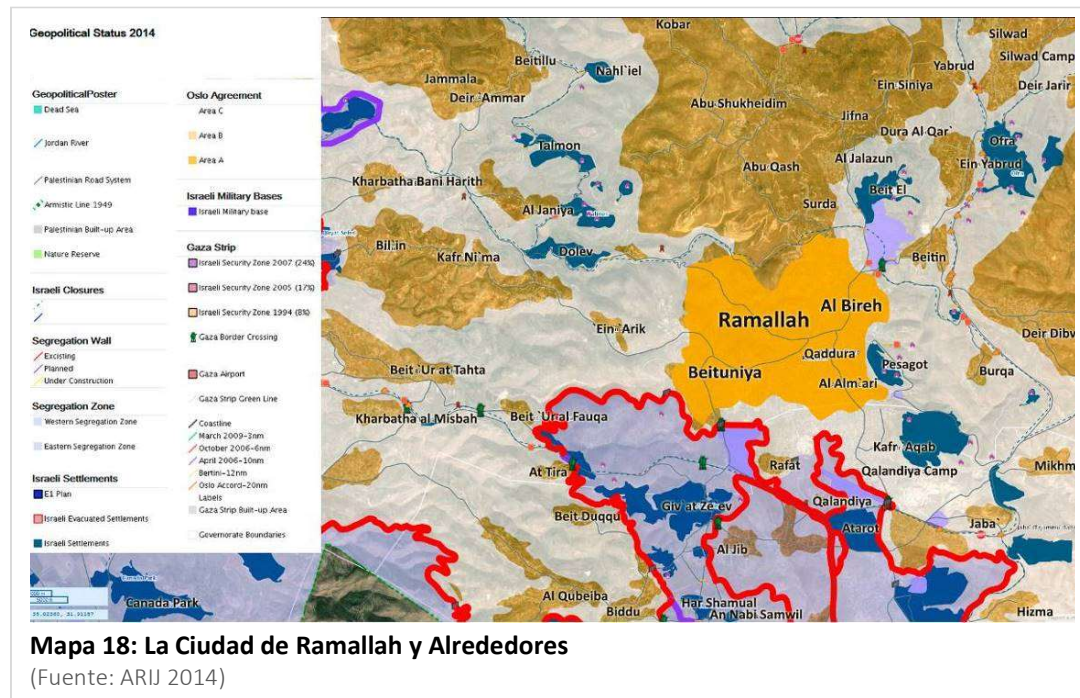 Geopolitical Status 2014
GeopoliticalPoster
Dead Sea
Jordan River
Palestinian Road System
Armistic Line 1949
Palestinian Built-up Area
Nature Reserve
Israeli Closures
Segregation Wall
Excisting
Planned
Under Construction
Segregation Zone
Western Segregation Zone
Eastern Segregation Zone
Israeli Settlements
E1 Plan
Israeli Evacuated Settlements
Israeli Settlements
Oslo Agreement
Area C
Area B
Area A
Israeli Military Bases
Israeli Military base
Gaza Strip
Israeli Security Zone 2007 (24%)
Israeli Security Zone 2005 (17%)
Israeli Security Zone 1994 (8%)
Gaza Border Crossing
Gaza Airport
Gaza Strip Green Line
Coastline
March 2009-3nm
October 2006-6nm
April 2006-10nm
Bertini-12nm
Oslo Accord-20nm
Labels
Gaza Strip Built-up Area
Governorate Boundaries
Kobar
Silwad
Silwad Camp
Beitillu
Nahl`iel
Yabrud
Jammala
Deir `Ammar
`Ein Siniya
Deir Jarir
Abu Shukheidim
Jifna
Dura Al Qar`
Ofra
Talmon
Al Jalazun
`Ein Yabrud
Abu Qash
Kharbatha Bani Harith
Beit El
Surda
Al Janiya
Bil`in
Dolev
Kafr Ni`ma
Beitin
Al Bireh
Ramallah
`Ein `Arik
Deir Dibw
Qaddura
Beit `Ur at Tahta
Beituniya
Pesagot
Burqa
Al Alm`ari
Kharbatha al Misbah
Beit `Ur al Fauqa
Kafr `Aqab
At Tira
Rafat
Qalandiya Camp
Mikhm
Giv`at Ze`ev
Qalandiya
Beit Duqqu
Atarot
Jaba`
Al Jib
Canada Park
Al Qubeiba
Har Shamual
Biddu
An Nabi Samwil
Hizma
Mapa 18: La Ciudad de Ramallah y Alrededores
(Fuente: ARIJ 2014)